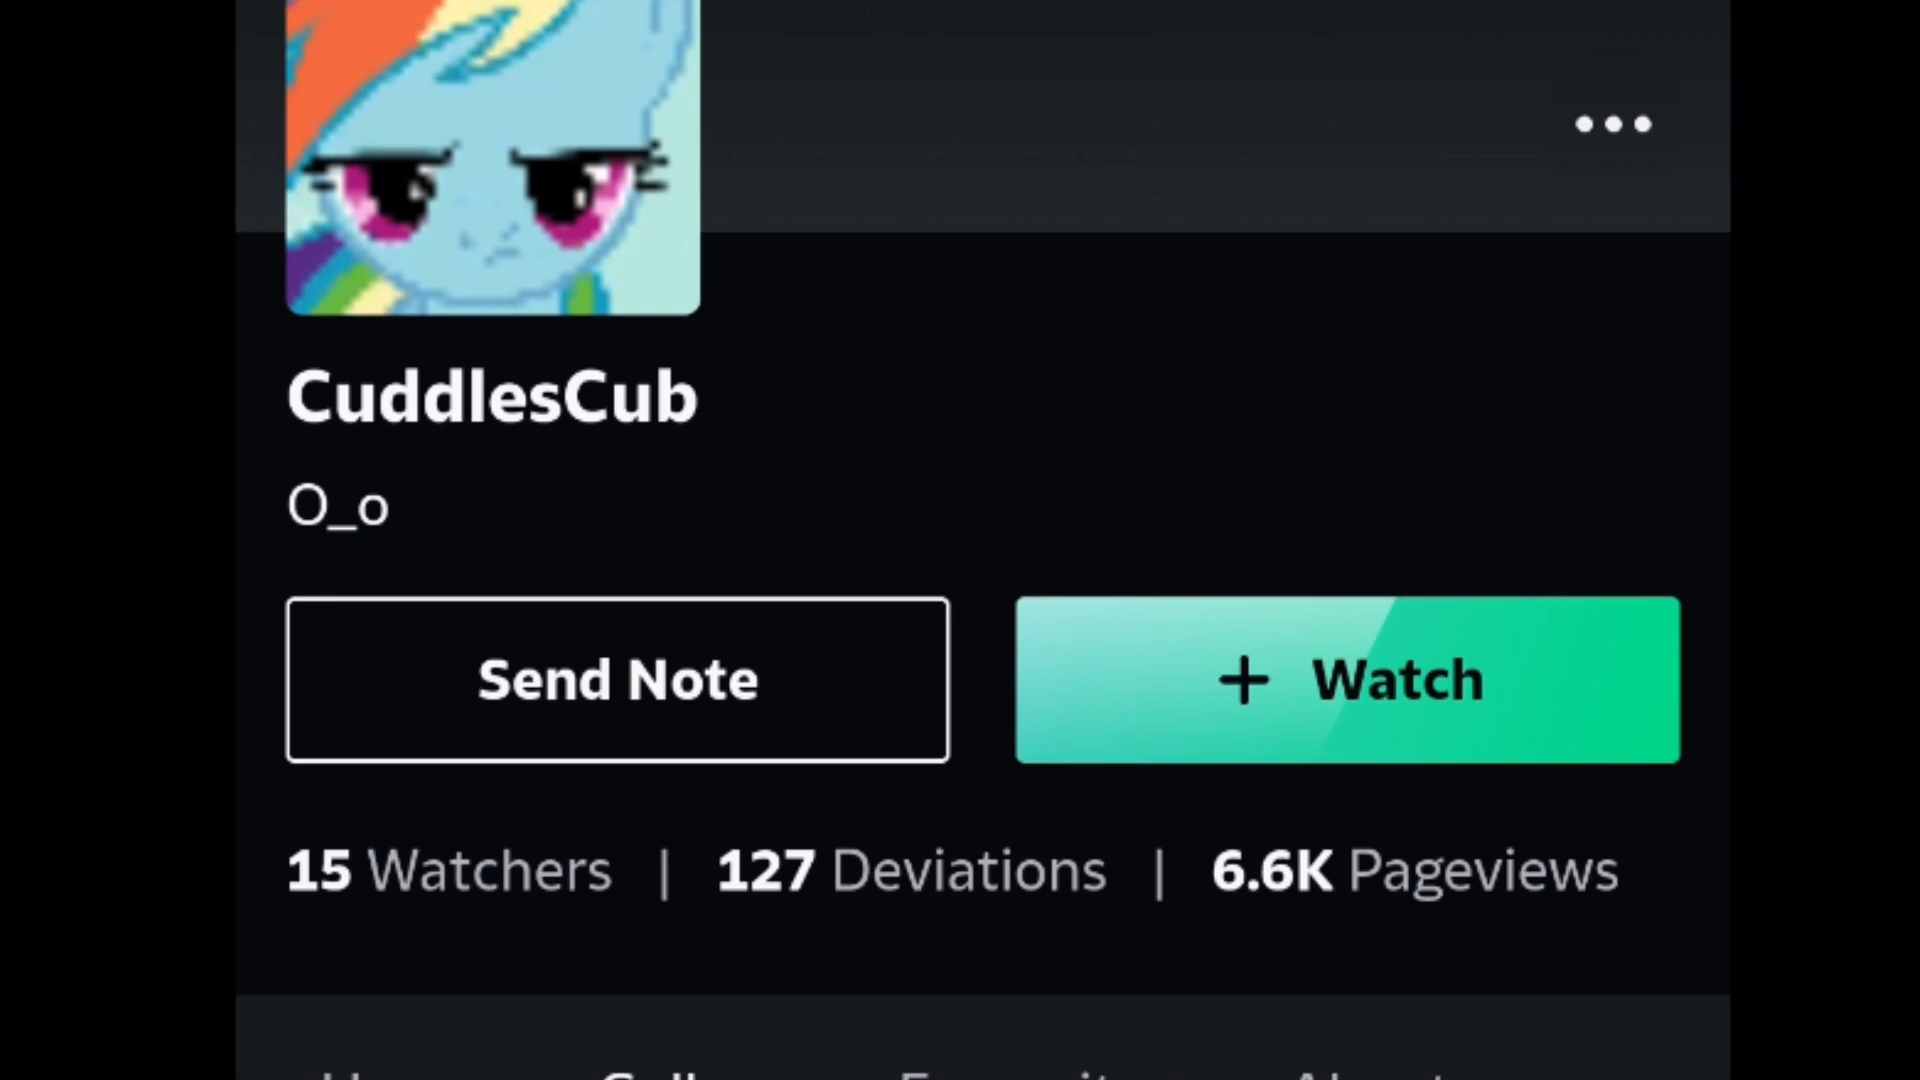 CuddlesCub
O_o
Send Note
+ Watch
15 Watchers | 127 Deviations | 6.6K Pageviews